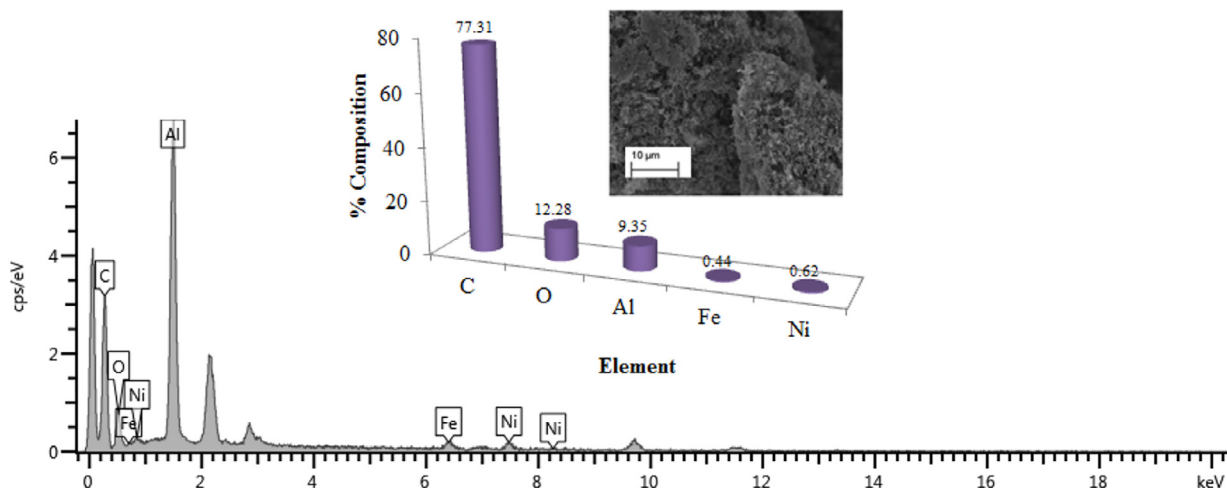 77.31
80
60
40
20
0
% Composition
12.28
9.35
0.44
0.62
C
O
Al
Fe
Ni
Element
10 µm
6
4
2
0
cps/eV
Al
C
O
Fe
Ni
Fe
Ni
Ni
0 2 4 6 8 10 12 14 16 18 keV